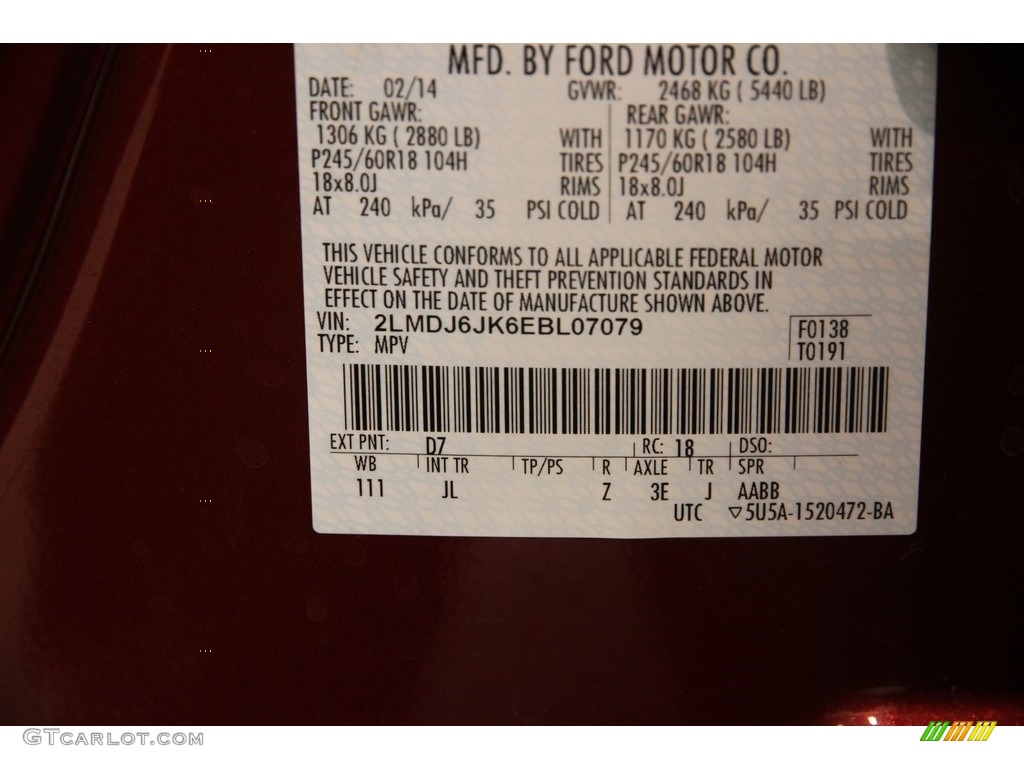 MFD. BY FORD MOTOR CO.
DATE: 02/14 GVWR: 2468 KG ( 5440 LB)
FRONT GAWR: REAR GAWR:
1306 KG ( 2880 LB) WITH 1170 KG ( 2580 LB) WITH
P245/60R18 104H TIRES P245/60R18 104H TIRES
18x8.0J RIMS 18x8.0J RIMS
AT 240 kPa/ 35 PSI COLD AT 240 kPa/ 35 PSI COLD
THIS VEHICLE CONFORMS TO ALL APPLICABLE FEDERAL MOTOR
VEHICLE SAFETY AND THEFT PREVENTION STANDARDS IN
EFFECT ON THE DATE OF MANUFACTURE SHOWN ABOVE.
VIN: 2LMDJ6JK6EBL07079 F0138
TYPE: MPV T0191
EXT PNT: D7 RC: 18 DSO:
WB INT TR TP/PS R AXLE TR SPR
111 JL Z 3E J AABB
UTC ▽5U5A-1520472-BA
GTCARLOT.COM